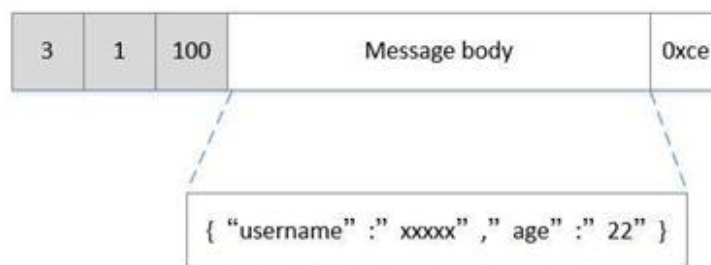 3 1 100 Message body 0xce
{ “username” :” xxxxx” ,” age” :” 22” }